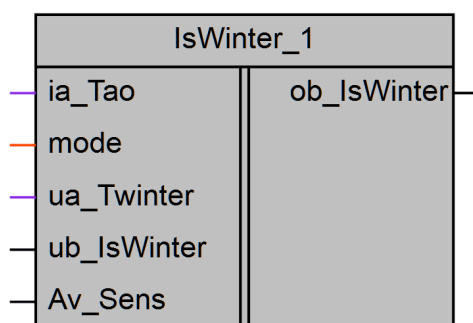 IsWinter_1
ia_Tao ob_IsWinter
mode
ua_Twinter
ub_IsWinter
Av_Sens